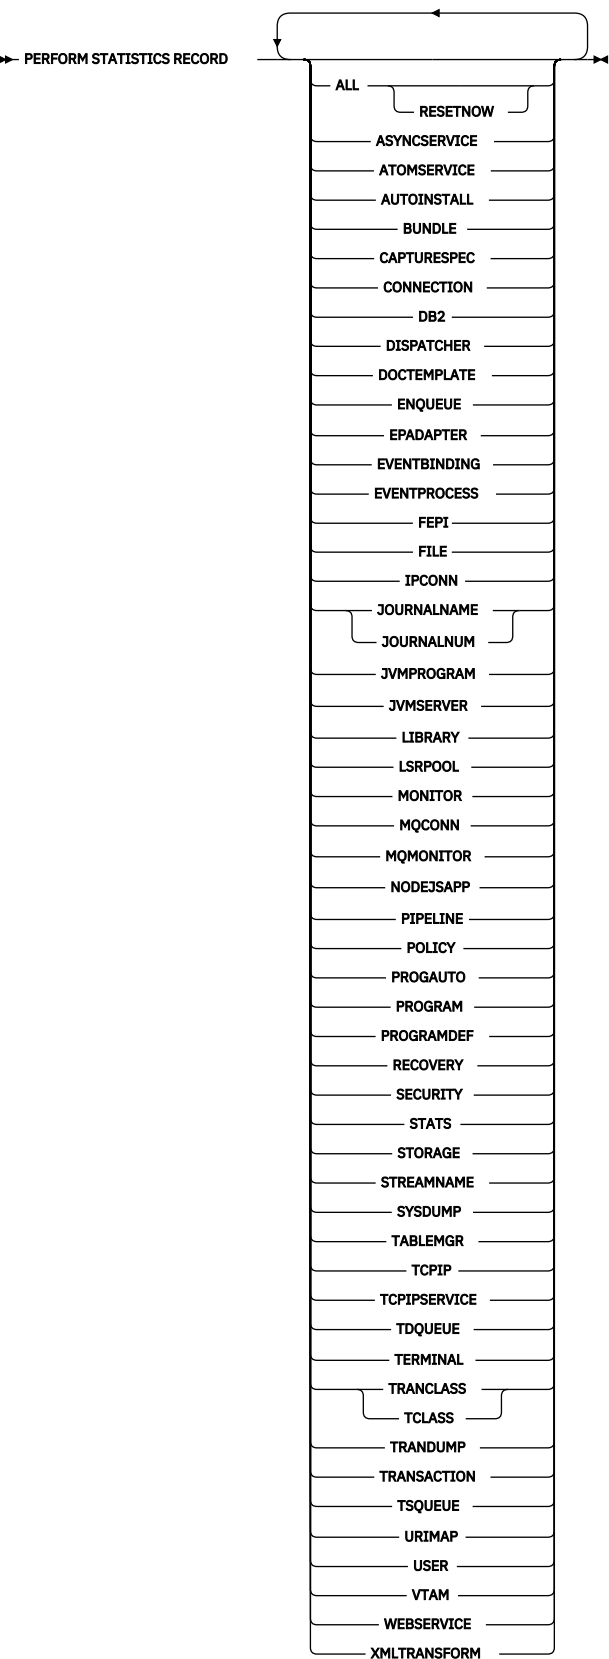 PERFORM STATISTICS RECORD
ALL
RESETNOW
ASYNCSERVICE
ATOMSERVICE
AUTOINSTALL
BUNDLE
CAPTURESPEC
CONNECTION
DB2
DISPATCHER
DOCTEMPLATE
ENQUEUE
EPADAPTER
EVENTBINDING
EVENTPROCESS
FEPI
FILE
IPCONN
JOURNALNAME
JOURNALNUM
JVMPROGRAM
JVMSERVER
LIBRARY
LSRPOOL
MONITOR
MQCONN
MQMONITOR
NODEJSAPP
PIPELINE
POLICY
PROGAUTO
PROGRAM
PROGRAMDEF
RECOVERY
SECURITY
STATS
STORAGE
STREAMNAME
SYSDUMP
TABLEMGR
TCPIP
TCPIPSERVICE
TDQUEUE
TERMINAL
TRANCLASS
TCLASS
TRANDUMP
TRANSACTION
TSQUEUE
URIMAP
USER
VTAM
WEBSERVICE
XMLTRANSFORM